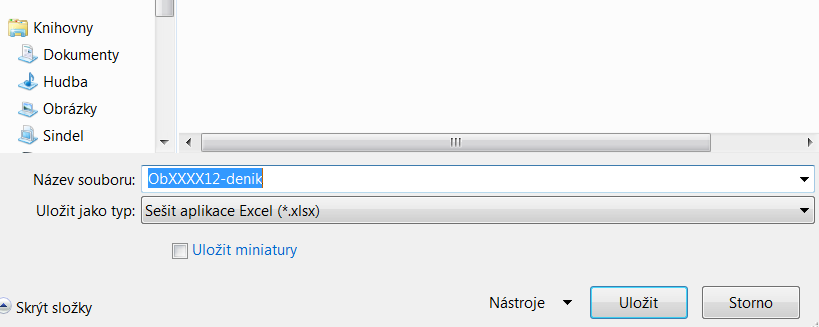 Knihovny
Dokumenty
Hudba
Obrázky
Sindel
Název souboru: ObXXXX12-denik
Uložit jako typ: Sešit aplikace Excel (*.xlsx)
Uložit miniatury
Skrýt složky
Nástroje
Uložit
Storno